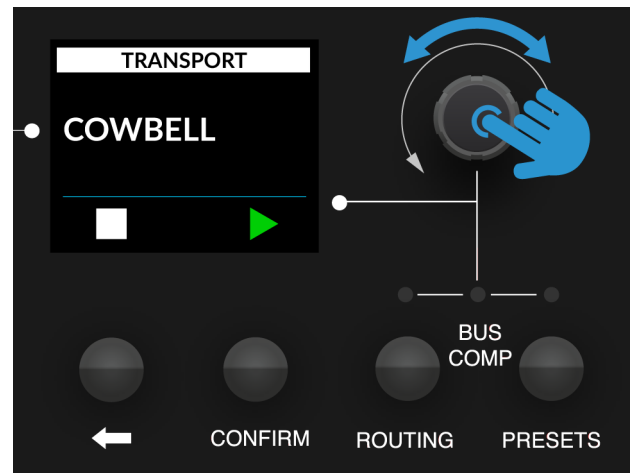 TRANSPORT
COWBELL
BUS
COMP
CONFIRM
ROUTING
PRESETS